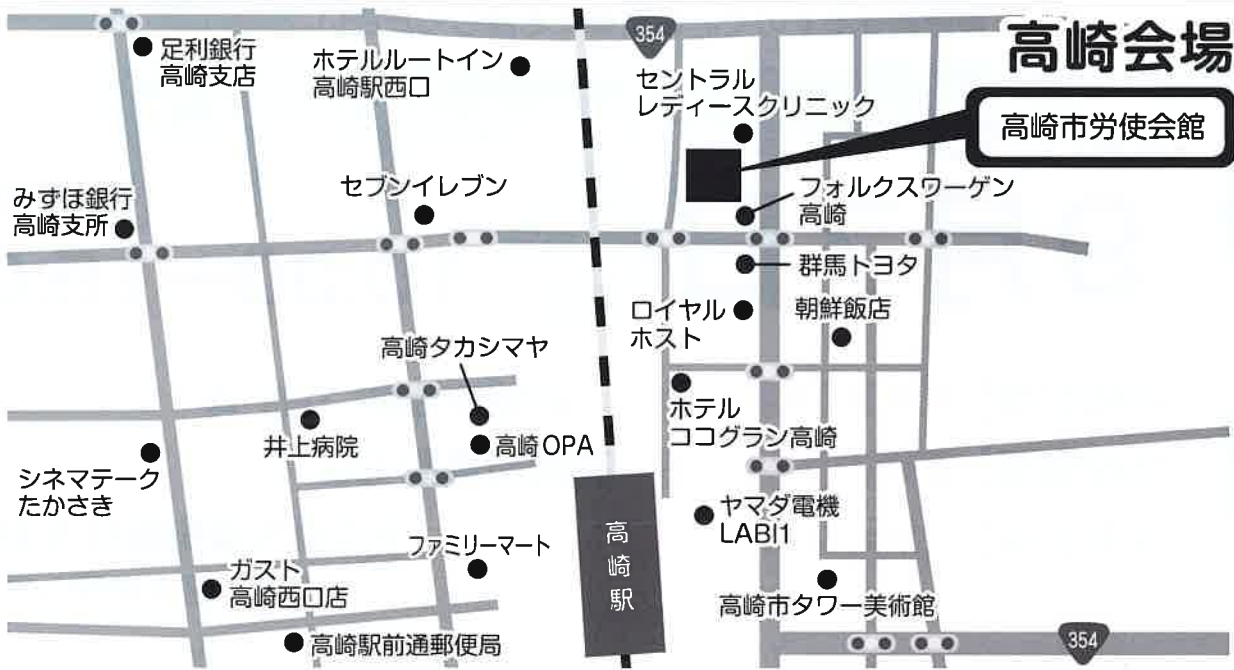 高崎会場
354
足利銀行
高崎支店
ホテルルートイン
高崎駅西口
セントラル
レディースクリニック
高崎市労使会館
みずほ銀行
高崎支所
セブンイレブン
フォルクスワーゲン
高崎
群馬トヨタ
ロイヤル
ホスト
朝鮮飯店
高崎タカシマヤ
ホテル
ココグラン高崎
井上病院
高崎OPA
シネマテーク
たかさき
ヤマダ電機
LABI1
高崎駅
ファミリーマート
ガスト
高崎西口店
高崎市タワー美術館
高崎駅前通郵便局
354